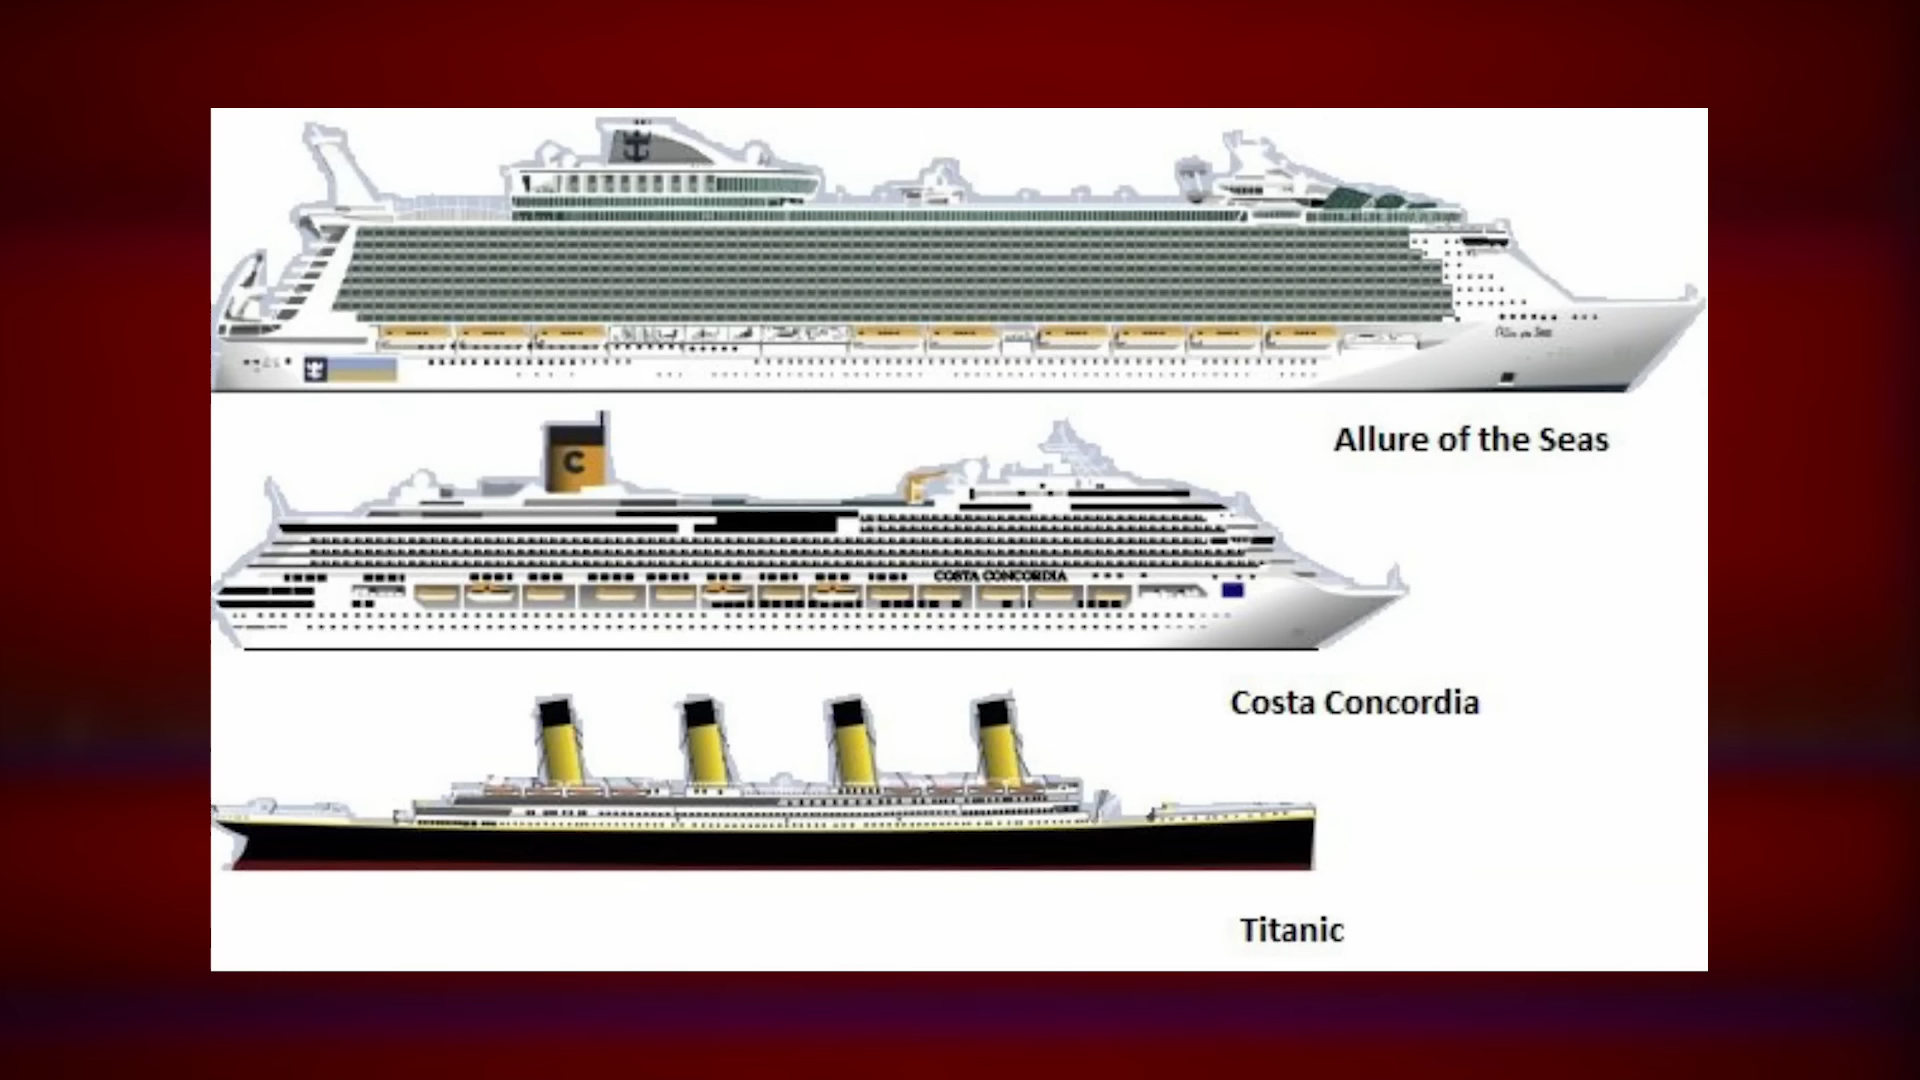 Allure of the Seas
C
COSTA CONCORDIA
Costa Concordia
Titanic